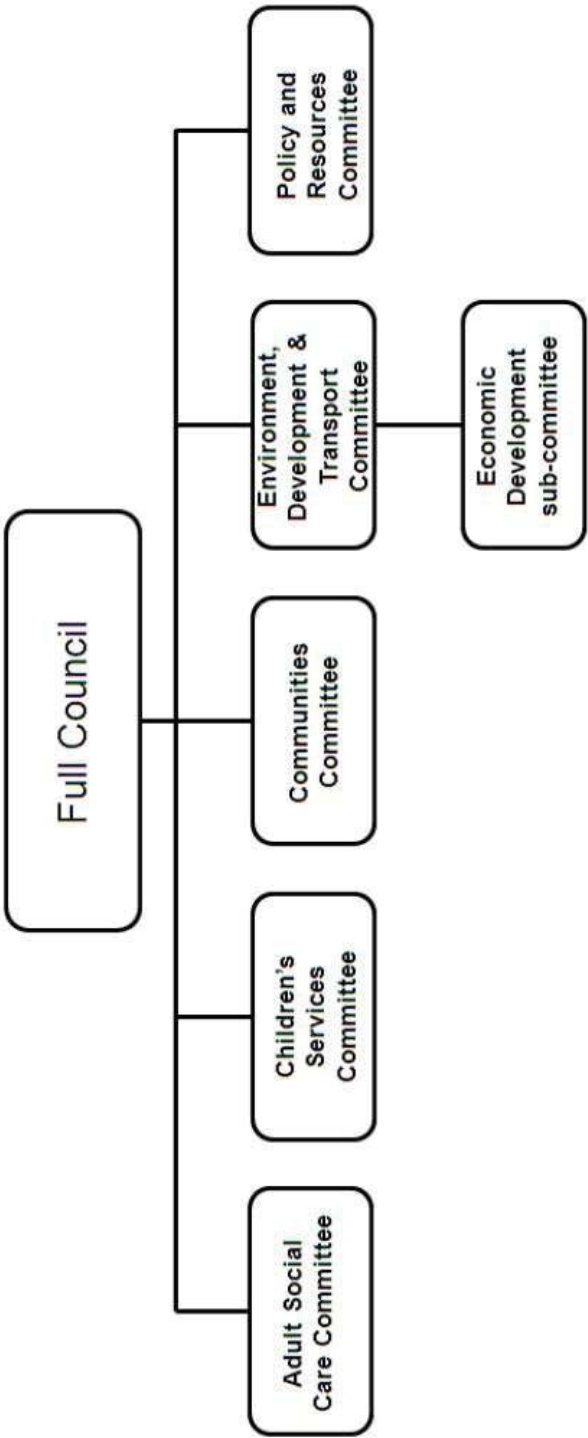 Full Council
Adult Social
Care Committee
Children's
Services
Committee
Communities
Committee
Environment,
Development &
Transport
Committee
Policy and
Resources
Committee
Economic
Development
sub-committee